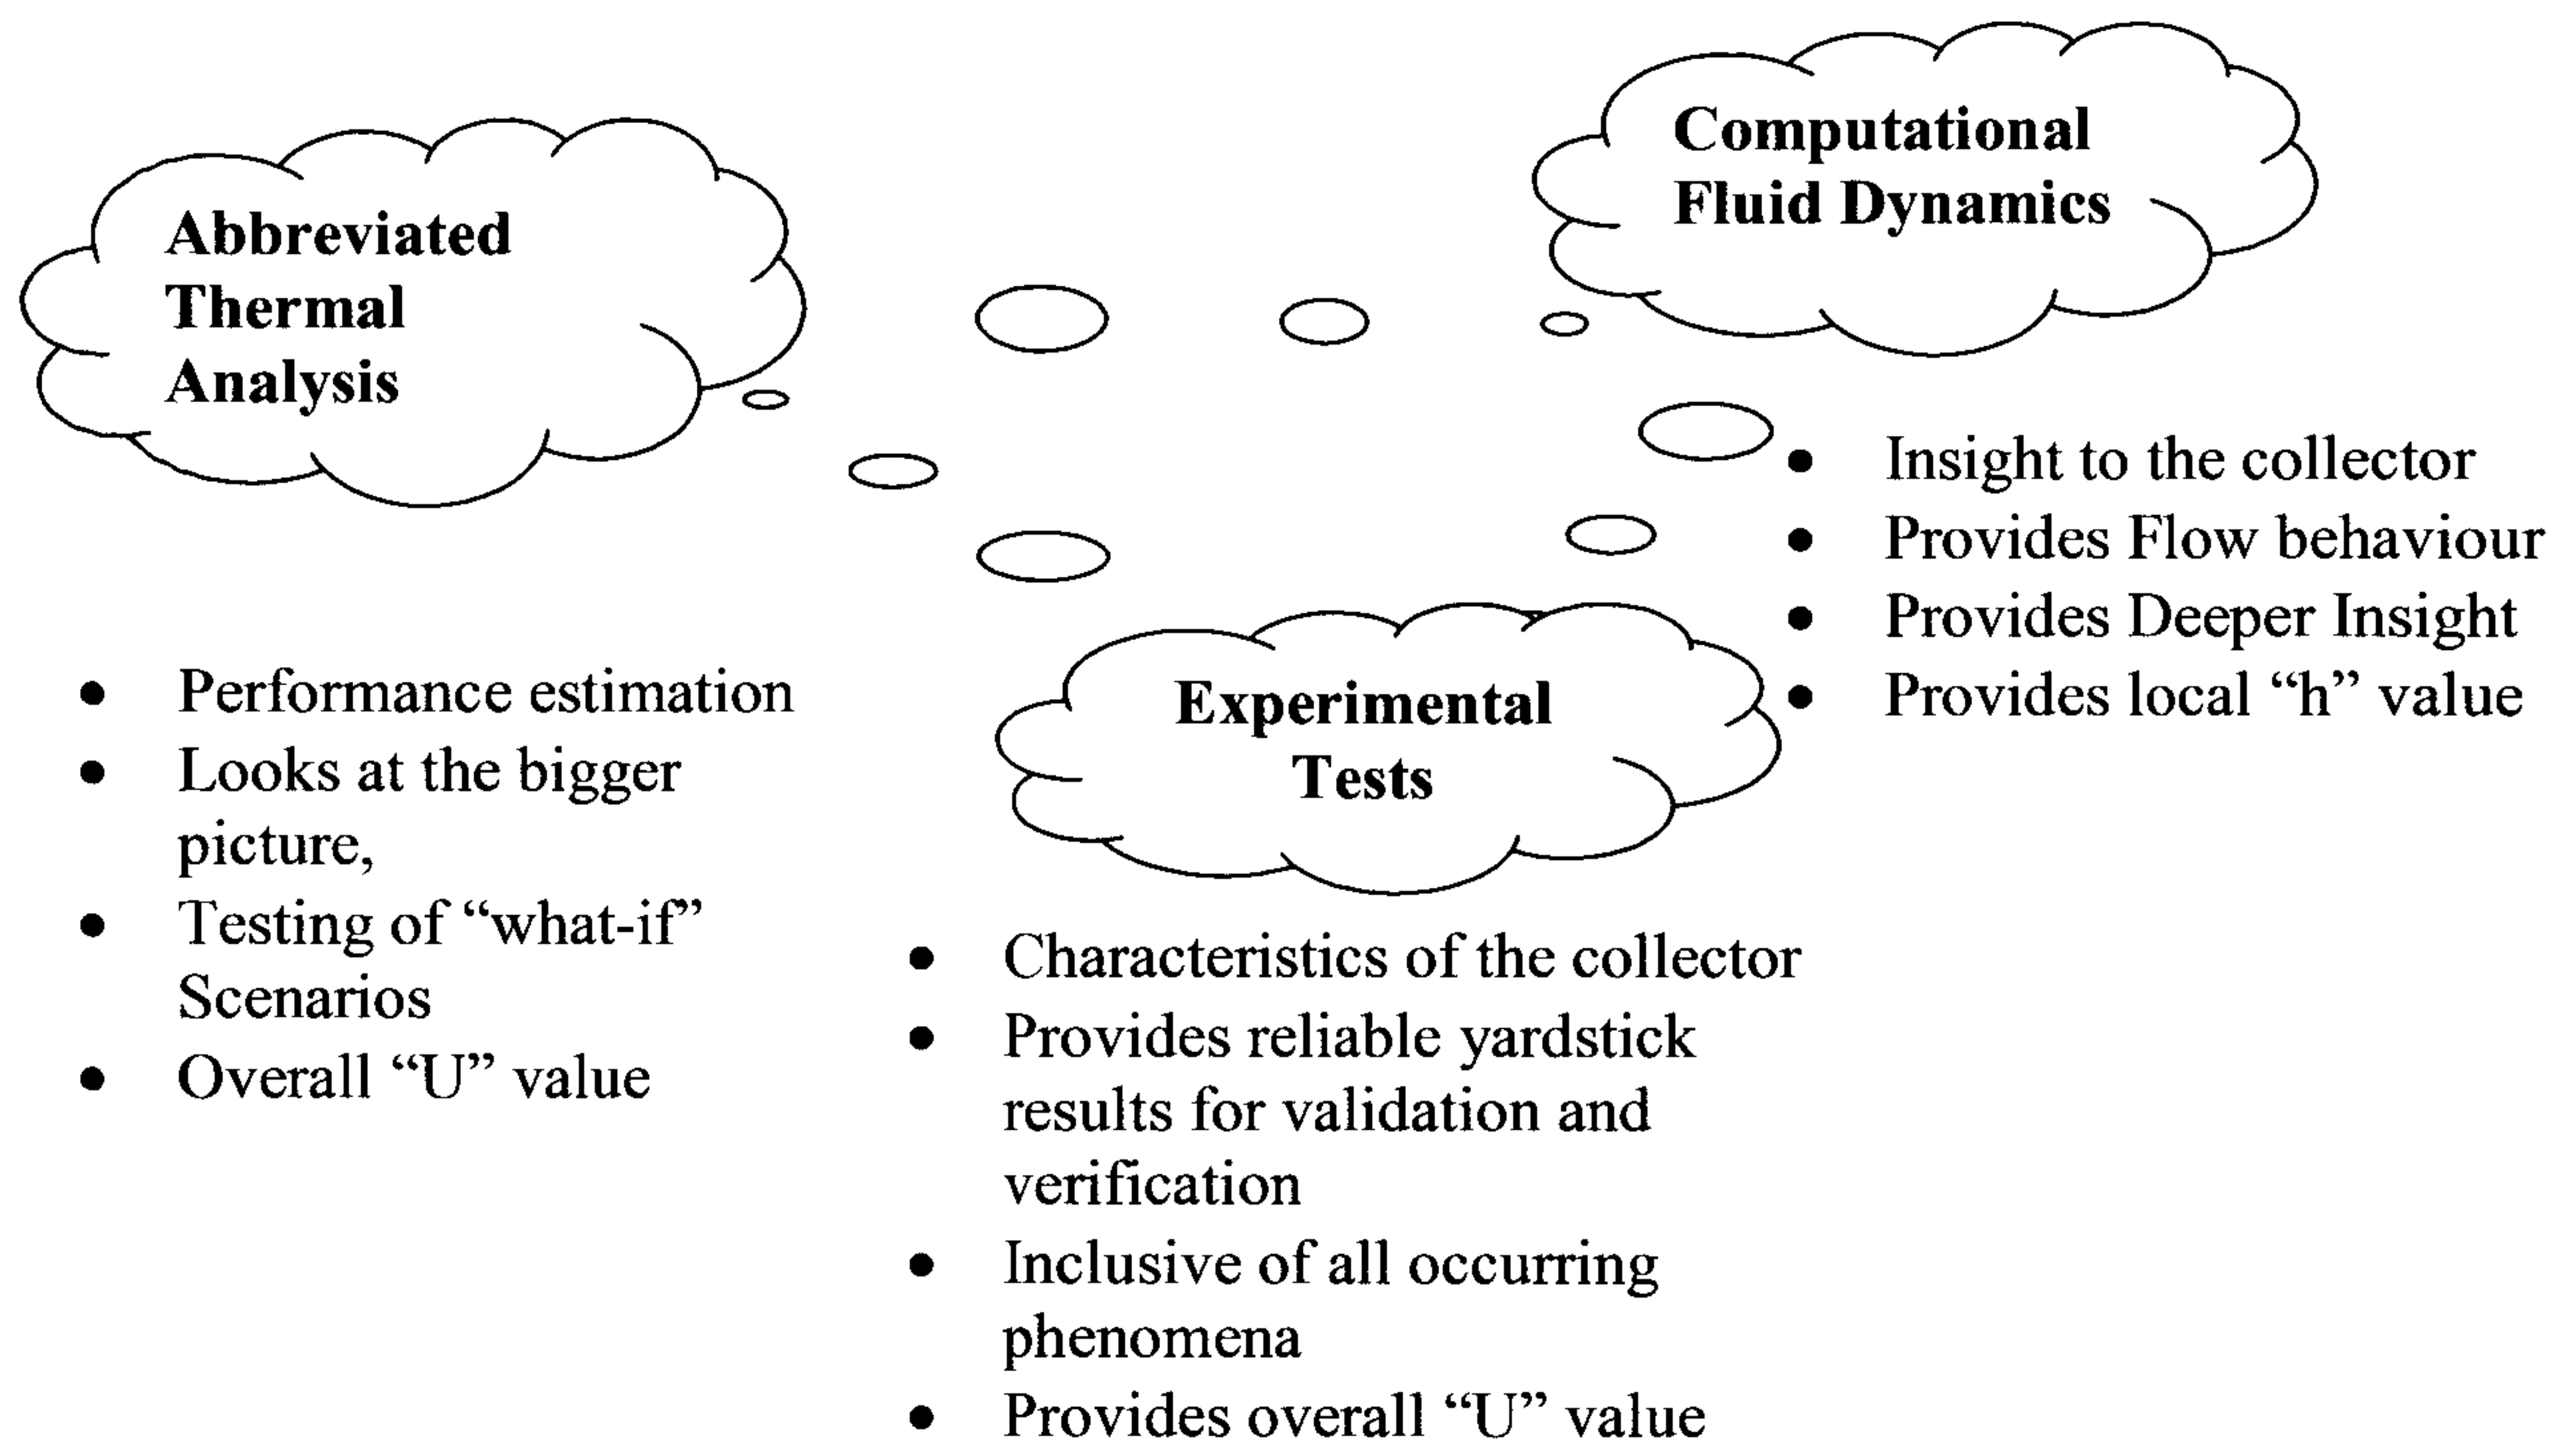 Abbreviated
Thermal
Analysis
• Performance estimation
• Looks at the bigger
picture,
• Testing of “what-if”
Scenarios
• Overall “U” value
Computational
Fluid Dynamics
• Insight to the collector
• Provides Flow behaviour
• Provides Deeper Insight
• Provides local “h” value
Experimental
Tests
• Characteristics of the collector
• Provides reliable yardstick
results for validation and
verification
• Inclusive of all occurring
phenomena
• Provides overall “U” value